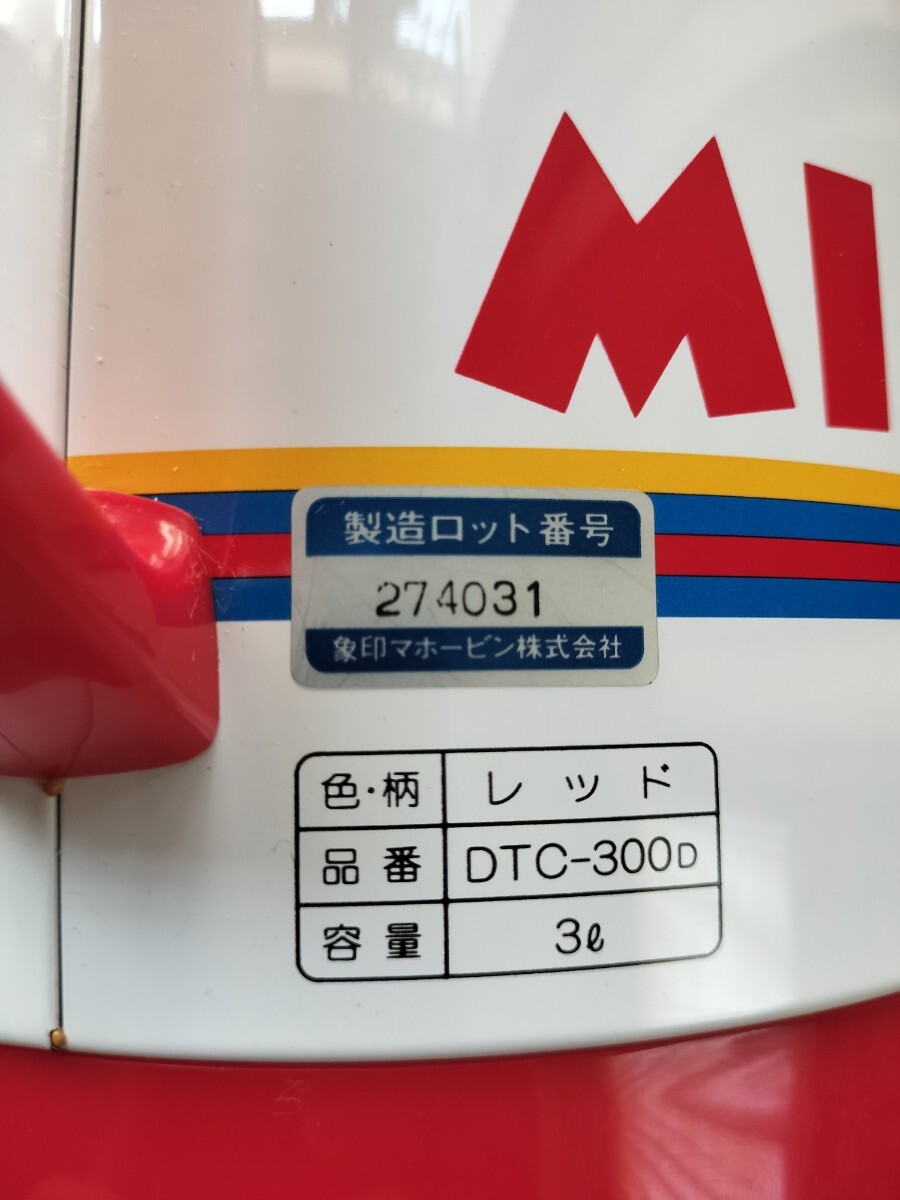 MI
製造ロット番号
274031
象印マホービン株式会社
色・柄 レッド
品番 DTC-300D
容量 3ℓ